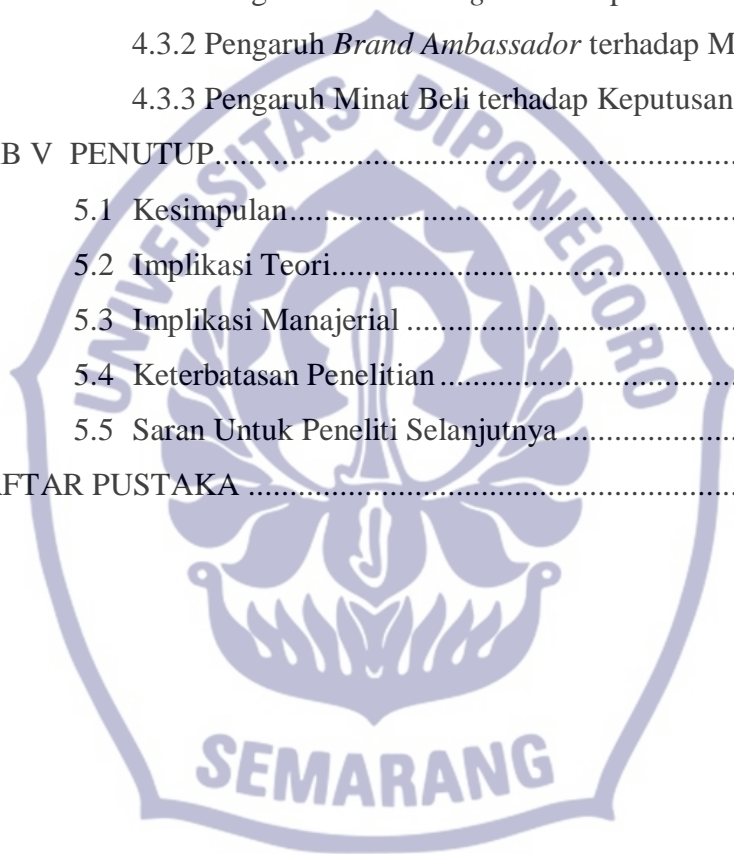 4.3.2 Pengaruh Brand Ambassador terhadap M
4.3.3 Pengaruh Minat Beli terhadap Keputusan
B V PENUTUP
5.1 Kesimpulan
5.2 Implikasi Teori
5.3 Implikasi Manajerial
5.4 Keterbatasan Penelitian
5.5 Saran Untuk Peneliti Selanjutnya
FTAR PUSTAKA
UNIVERSITAS DIPONEGORO
SEMARANG